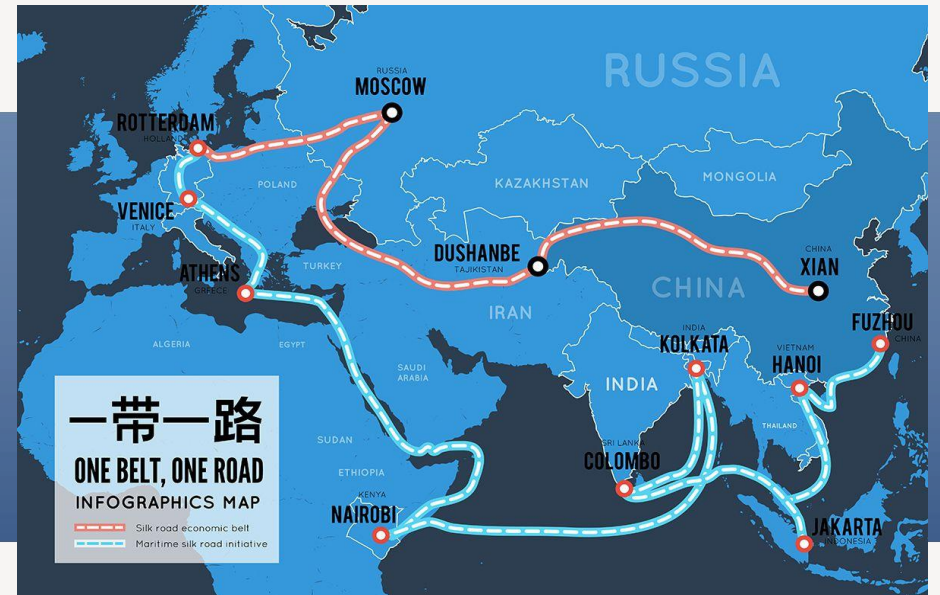 RUSSIA
RUSSIA
MOSCOW
ROTTERDAM
HOLLAND
POLAND
KAZAKHSTAN
MONGOLIA
VENICE
ITALY
DUSHANBE
TAJIKISTAN
CHINA
XIAN
ATHENS
GREECE
TURKEY
IRAN
CHINA
FUZHOU
CHINA
ALGERIA
EGYPT
INDIA
KOLKATA
VIETNAM
HANOI
SAUDI
ARABIA
INDIA
THAILAND
SUDAN
SRI LANKA
COLOMBO
ETHIOPIA
KENYA
NAIROBI
JAKARTA
INDONESIA
一带一路
ONE BELT, ONE ROAD
INFOGRAPHICS MAP
Silk road economic belt
Maritime silk road initiative